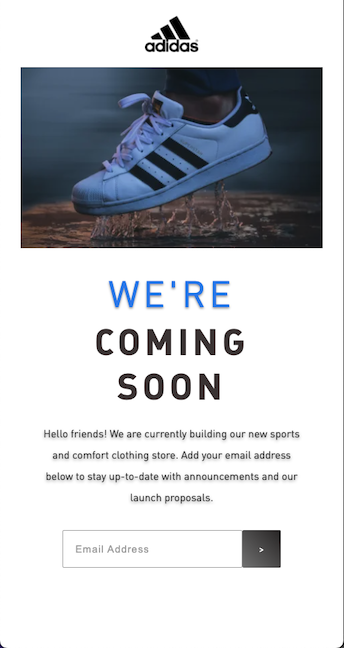 adidas
WE'RE
COMING
SOON
Hello friends! We are currently building our new sports
and comfort clothing store. Add your email address
below to stay up-to-date with announcements and our
launch proposals.
Email Address
>